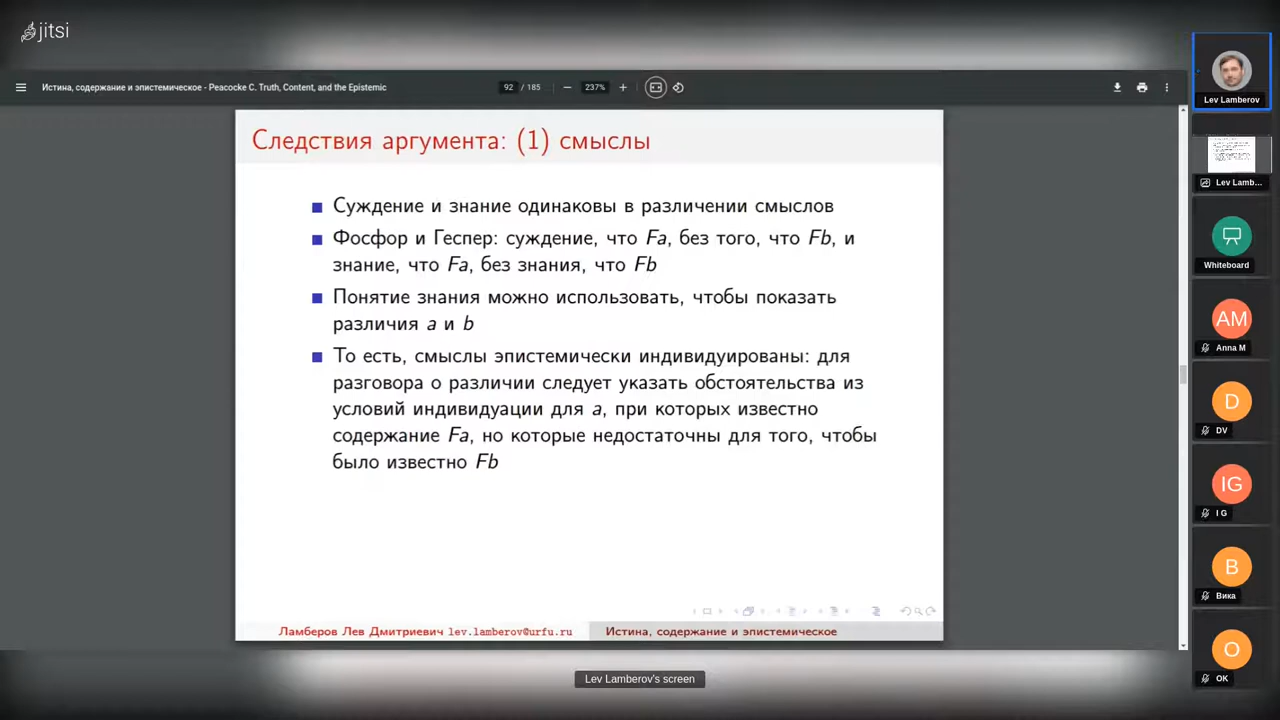 jitsi
Истина, содержание и эпистемическое - Peacocke C. Truth, Content, and the Epistemic
92 / 185
237%
Следствия аргумента: (1) смыслы
Суждение и знание одинаковы в различении смыслов
Фосфор и Геспер: суждение, что Fa, без того, что Fb, и
знание, что Fa, без знания, что Fb
Понятие знания можно использовать, чтобы показать
различия a и b
То есть, смыслы эпистемически индивидуированы: для
разговора о различии следует указать обстоятельства из
условий индивидуации для a, при которых известно
содержание Fa, но которые недостаточны для того, чтобы
было известно Fb
Ламберов Лев Дмитриевич lev.lamberov@urfu.ru
Истина, содержание и эпистемическое
Lev Lamberov's screen
Lev Lamberov
Lev Lamb...
Whiteboard
AM
Anna M
D
DV
IG
I G
В
Вика
O
OK